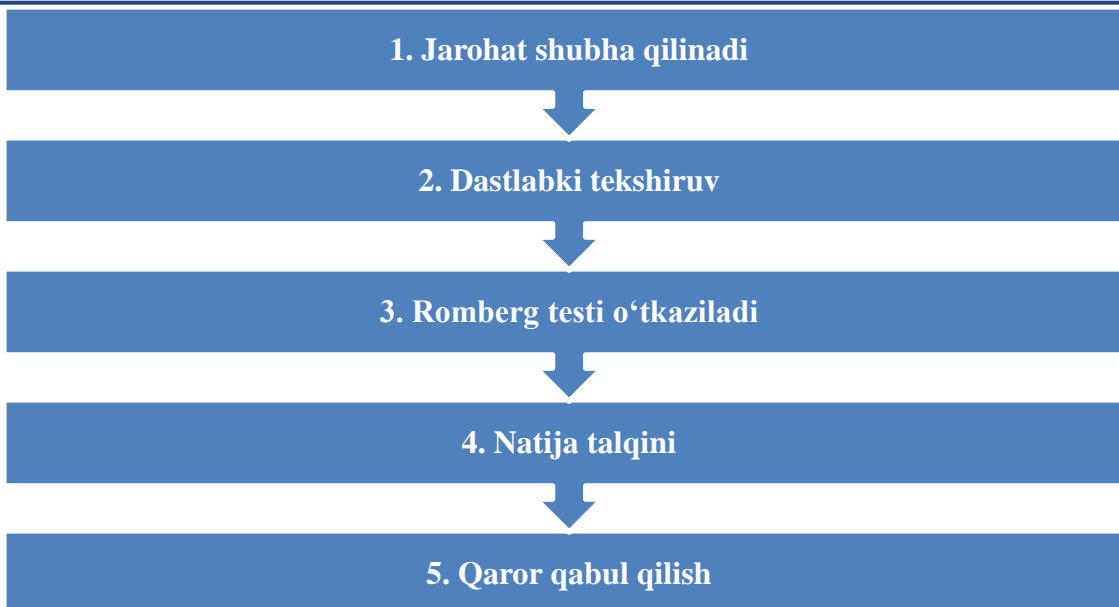 1. Jarohat shubha qilinadi
2. Dastlabki tekshiruv
3. Romberg testi o‘tkaziladi
4. Natija talqini
5. Qaror qabul qilish